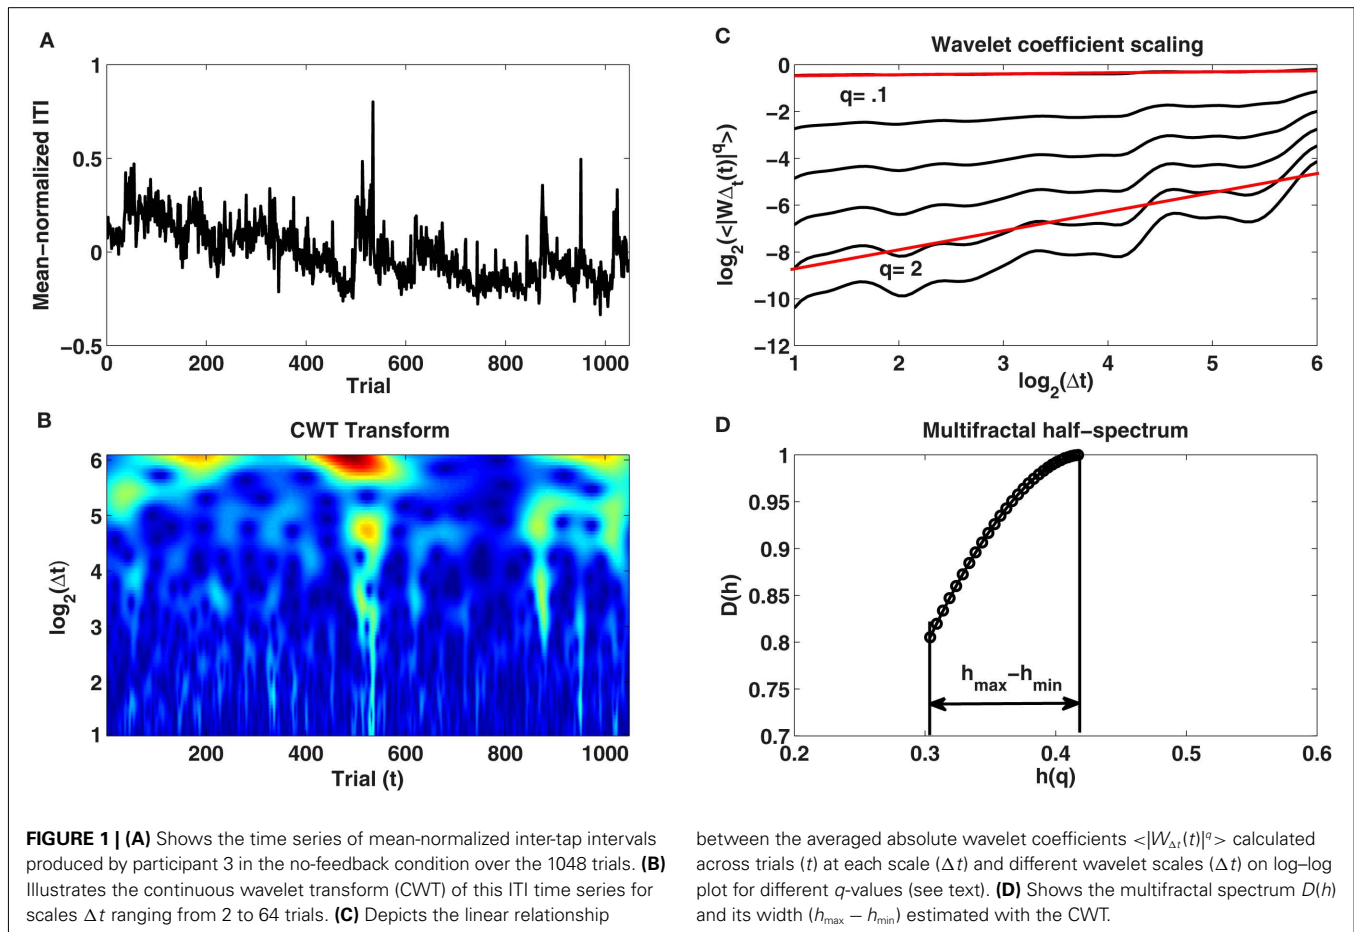 A
1
0.5
0
−0.5
Mean−normalized ITI
0 200 400 600 800 1000
Trial
B
CWT Transform
6
5
4
3
2
1
log2(Δt)
200 400 600 800 1000
Trial (t)
C
Wavelet coefficient scaling
0
−2
−4
−6
−8
−10
−12
log2(<|WΔt(t)|q>)
q= .1
q= 2
1 2 3 4 5 6
log2(Δt)
D
Multifractal half−spectrum
1
0.95
0.9
0.85
0.8
0.75
0.7
D(h)
hmax−hmin
0.2 0.3 0.4 0.5 0.6
h(q)
FIGURE 1 | (A) Shows the time series of mean-normalized inter-tap intervals
produced by participant 3 in the no-feedback condition over the 1048 trials. (B)
Illustrates the continuous wavelet transform (CWT) of this ITI time series for
scales Δt ranging from 2 to 64 trials. (C) Depicts the linear relationship
between the averaged absolute wavelet coefficients <|WΔt(t)|q> calculated
across trials (t) at each scale (Δt) and different wavelet scales (Δt) on log–log
plot for different q-values (see text). (D) Shows the multifractal spectrum D(h)
and its width (hmax − hmin) estimated with the CWT.